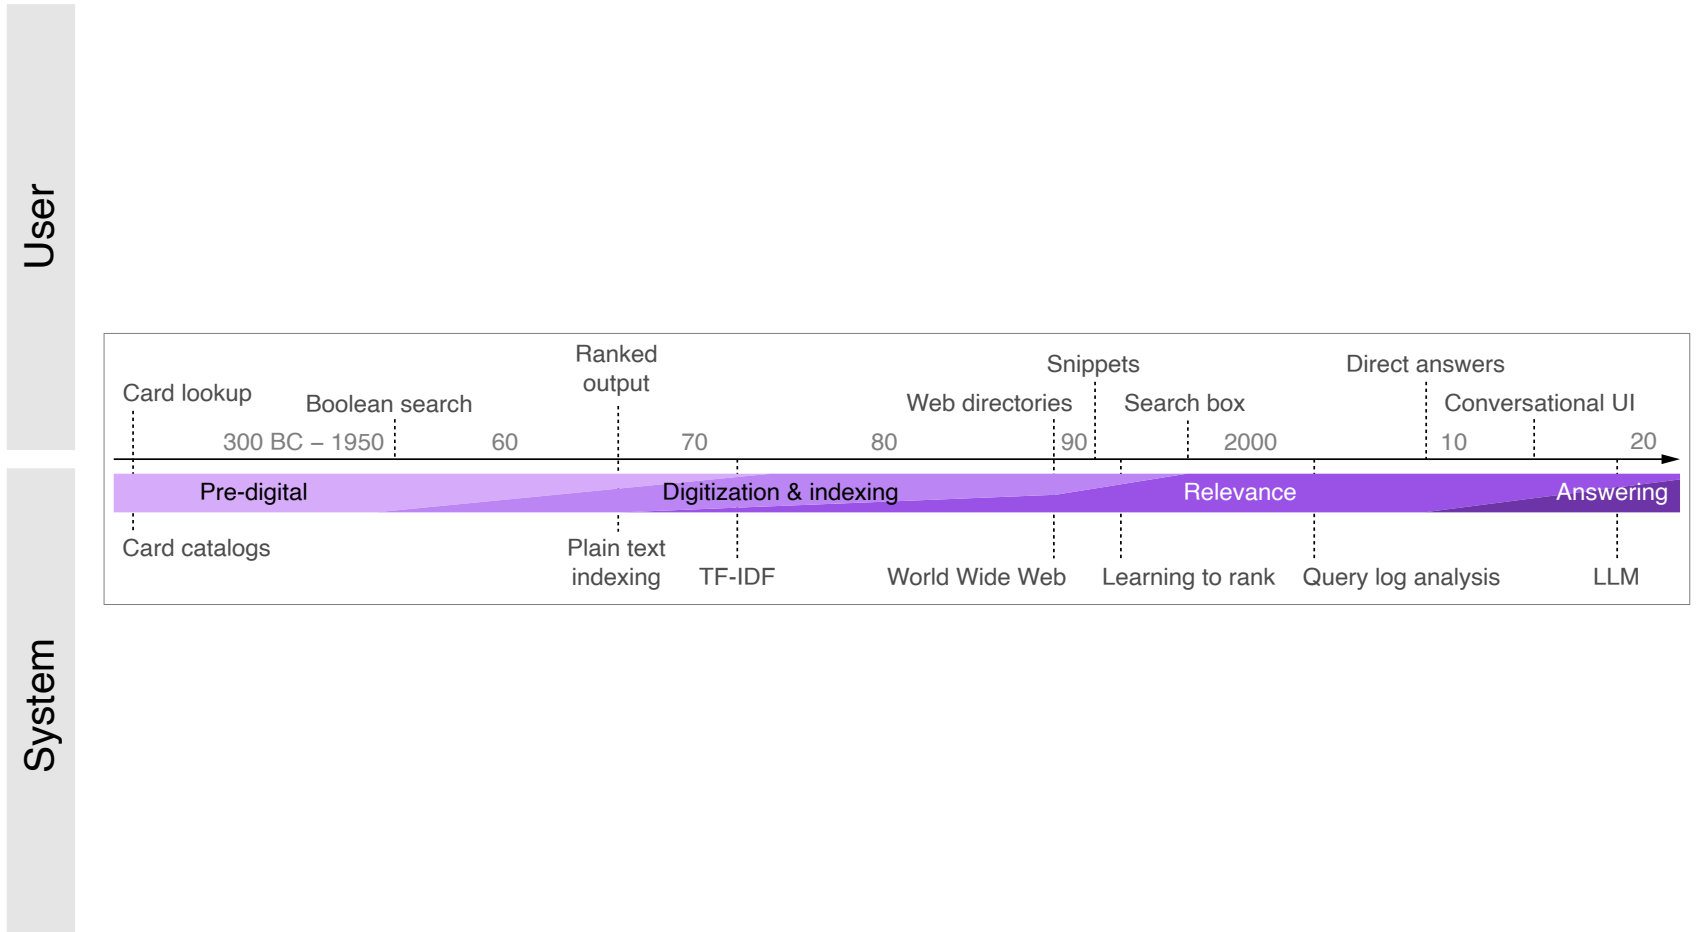 User
System
Ranked
output
Snippets
Direct answers
Card lookup
Boolean search
Web directories
Search box
Conversational UI
300 BC – 1950
60
70
80
90
2000
10
20
Pre-digital
Digitization & indexing
Relevance
Answering
Card catalogs
Plain text
indexing
TF-IDF
World Wide Web
Learning to rank
Query log analysis
LLM